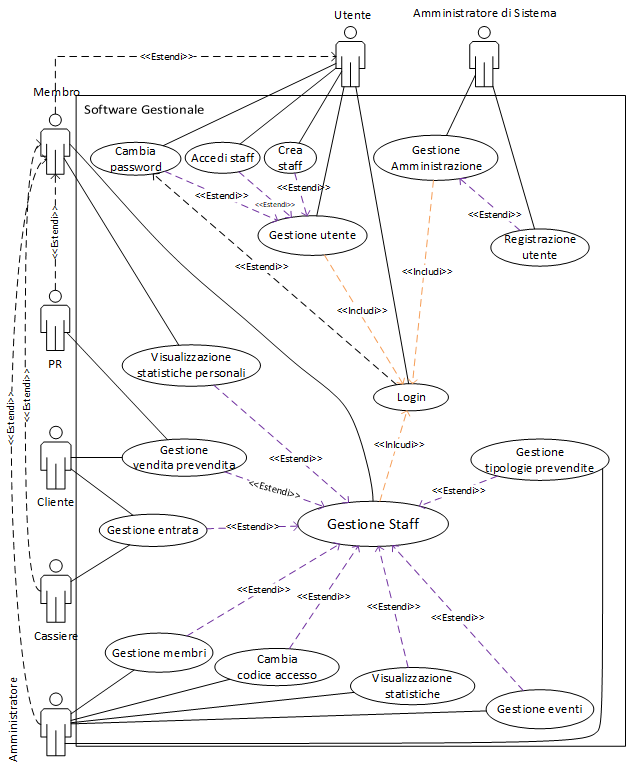 Utente
Amministratore di Sistema
<<Estendi>>
Membro
Software Gestionale
Cambia
password
Accedi staff
Crea
staff
Gestione
Amministrazione
<<Estendi>>
<<Estendi>>
<<Estendi>>
<<Estendi>>
Gestione utente
Registrazione
utente
<<Estendi>>
<<Estendi>>
<<Includi>>
<<Includi>>
PR
Visualizzazione
statistiche personali
Login
<<Estendi>>
<<Estendi>>
<<Inlcudi>>
Gestione
vendita prevendita
<<Estendi>>
Gestione
tipologie prevendite
Cliente
<<Estendi>>
<<Estendi>>
Gestione entrata
<<Estendi>>
Gestione Staff
Cassiere
<<Estendi>>
<<Estendi>>
<<Estendi>>
<<Estendi>>
Gestione membri
Cambia
codice accesso
Visualizzazione
statistiche
Gestione eventi
Amministratore